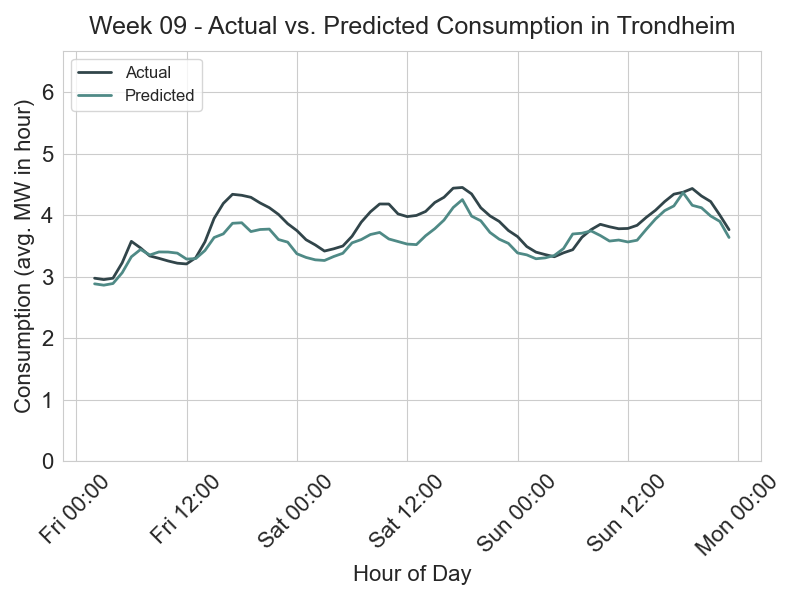 Week 09 - Actual vs. Predicted Consumption in Trondheim
Actual
Predicted
Consumption (avg. MW in hour)
6
5
4
3
2
1
0
Fri 00:00
Fri 12:00
Sat 00:00
Sat 12:00
Sun 00:00
Sun 12:00
Mon 00:00
Hour of Day